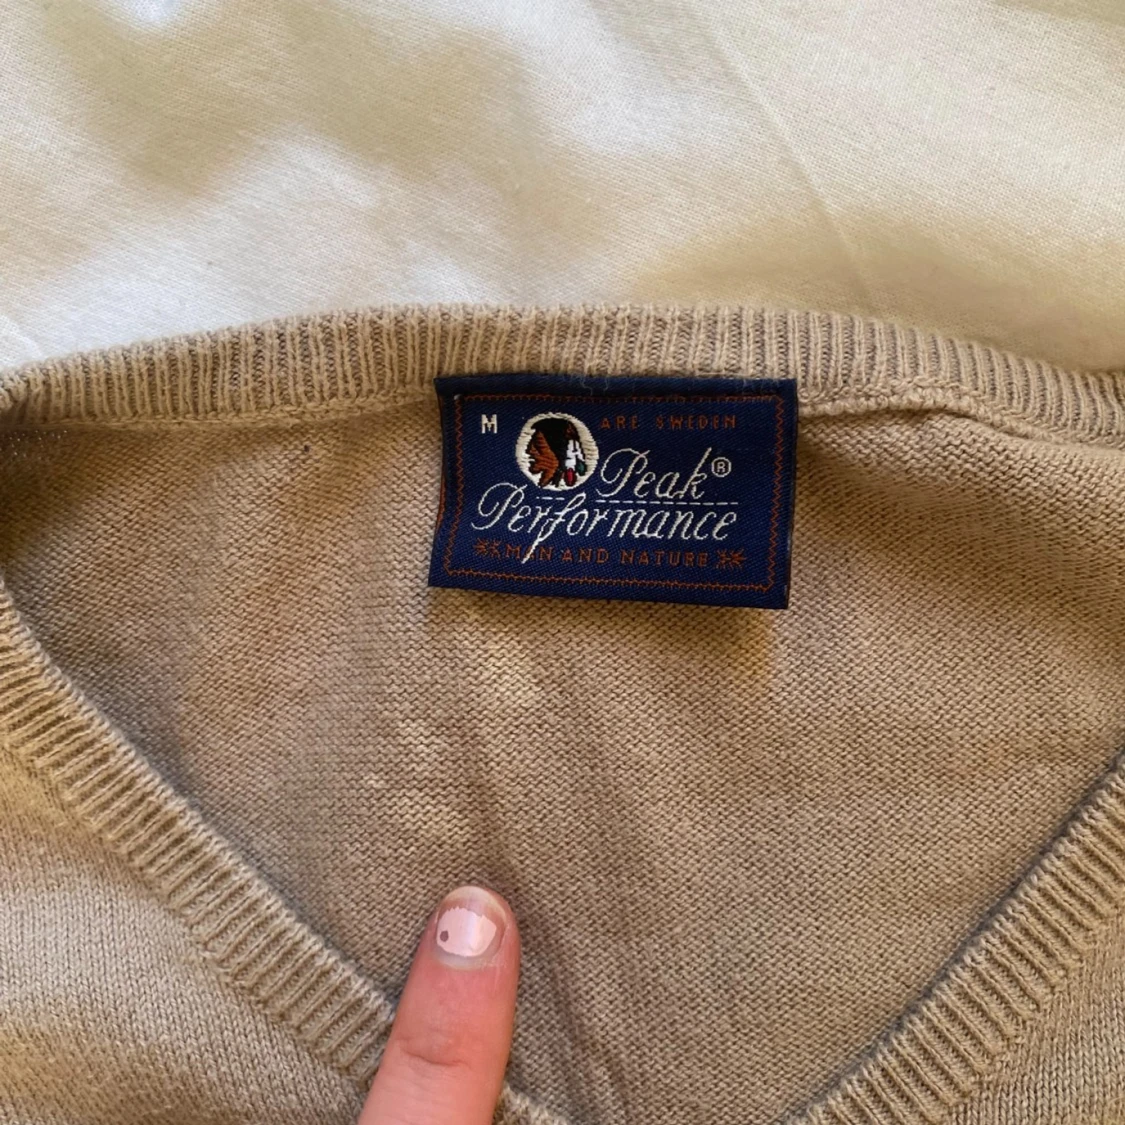 M ARE SWEDEN
Peak®
Performance
MAN AND NATURE